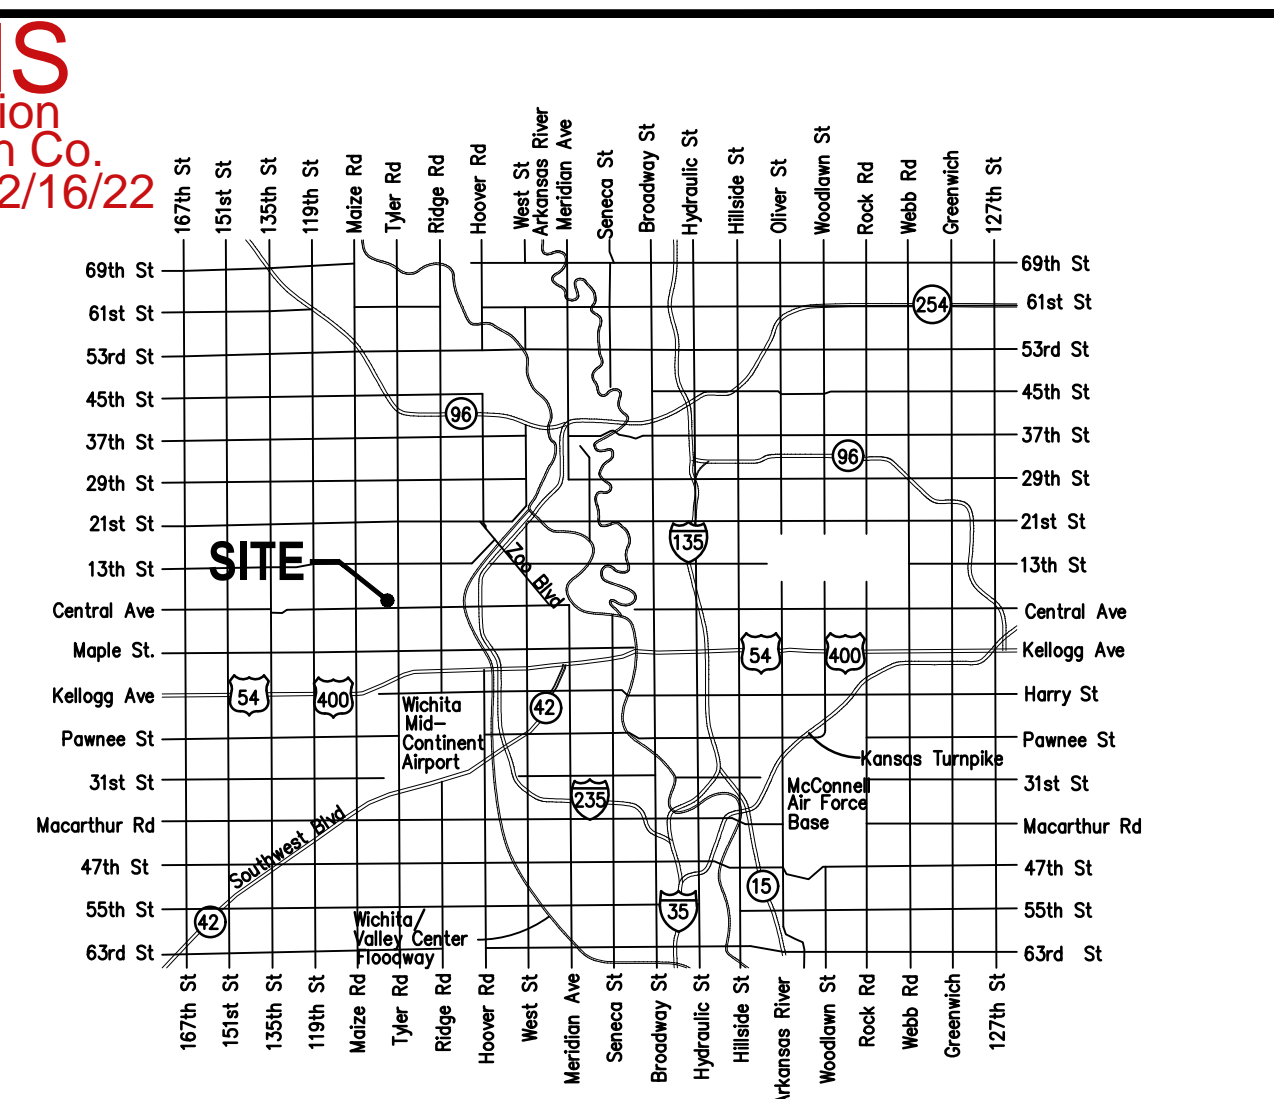 ion
Co.
2/16/22
167th St
151st St
135th St
119th St
Maize Rd
Tyler Rd
Ridge Rd
Hoover Rd
West St
Arkansas River
Meridian Ave
Seneca St
Broadway St
Hydraulic St
Hillside St
Oliver St
Woodlawn St
Rock Rd
Webb Rd
Greenwich
127th St
69th St
61st St
53rd St
45th St
37th St
29th St
21st St
13th St
Central Ave
Maple St.
Kellogg Ave
Pawnee St
31st St
Macarthur Rd
47th St
55th St
63rd St
69th St
61st St
53rd St
45th St
37th St
29th St
21st St
13th St
Central Ave
Kellogg Ave
Harry St
Pawnee St
31st St
Macarthur Rd
47th St
55th St
63rd St
254
96
96
135
SITE
Zoo Blvd
54
400
54
400
42
Wichita
Mid-
Continent
Airport
Kansas Turnpike
McConnell
Air Force
Base
235
Southwest Blvd
15
35
42
Wichita/
Valley Center
Floodway
167th St
151st St
135th St
119th St
Maize Rd
Tyler Rd
Ridge Rd
Hoover Rd
West St
Meridian Ave
Seneca St
Broadway St
Hydraulic St
Hillside St
Arkansas River
Woodlawn St
Rock Rd
Webb Rd
Greenwich
127th St